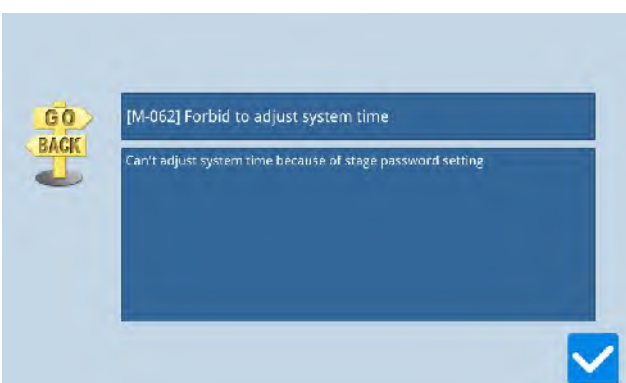 GO
BACK
[M-062] Forbid to adjust system time
Can't adjust system time because of stage password setting